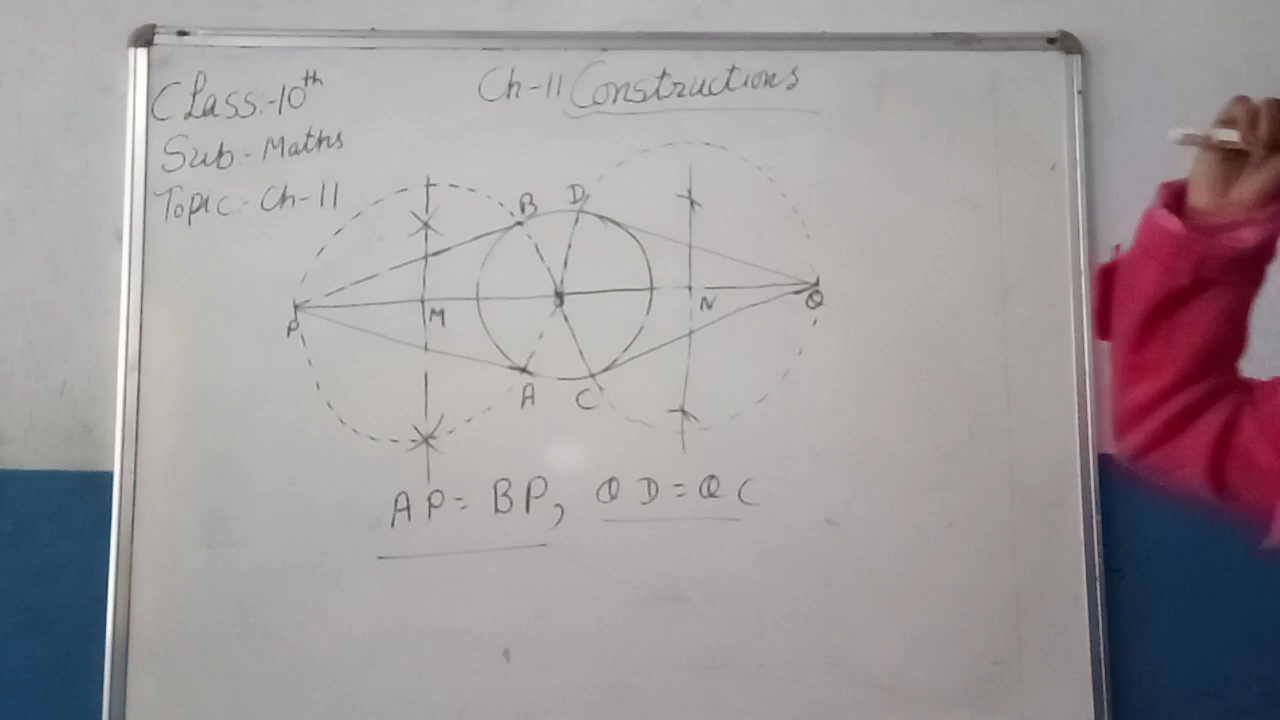 Class:-10th
Ch-11 Constructions
Sub:- Maths
Topic:- Ch-11
B D
P M N Q
A C
AP = BP, QD = QC